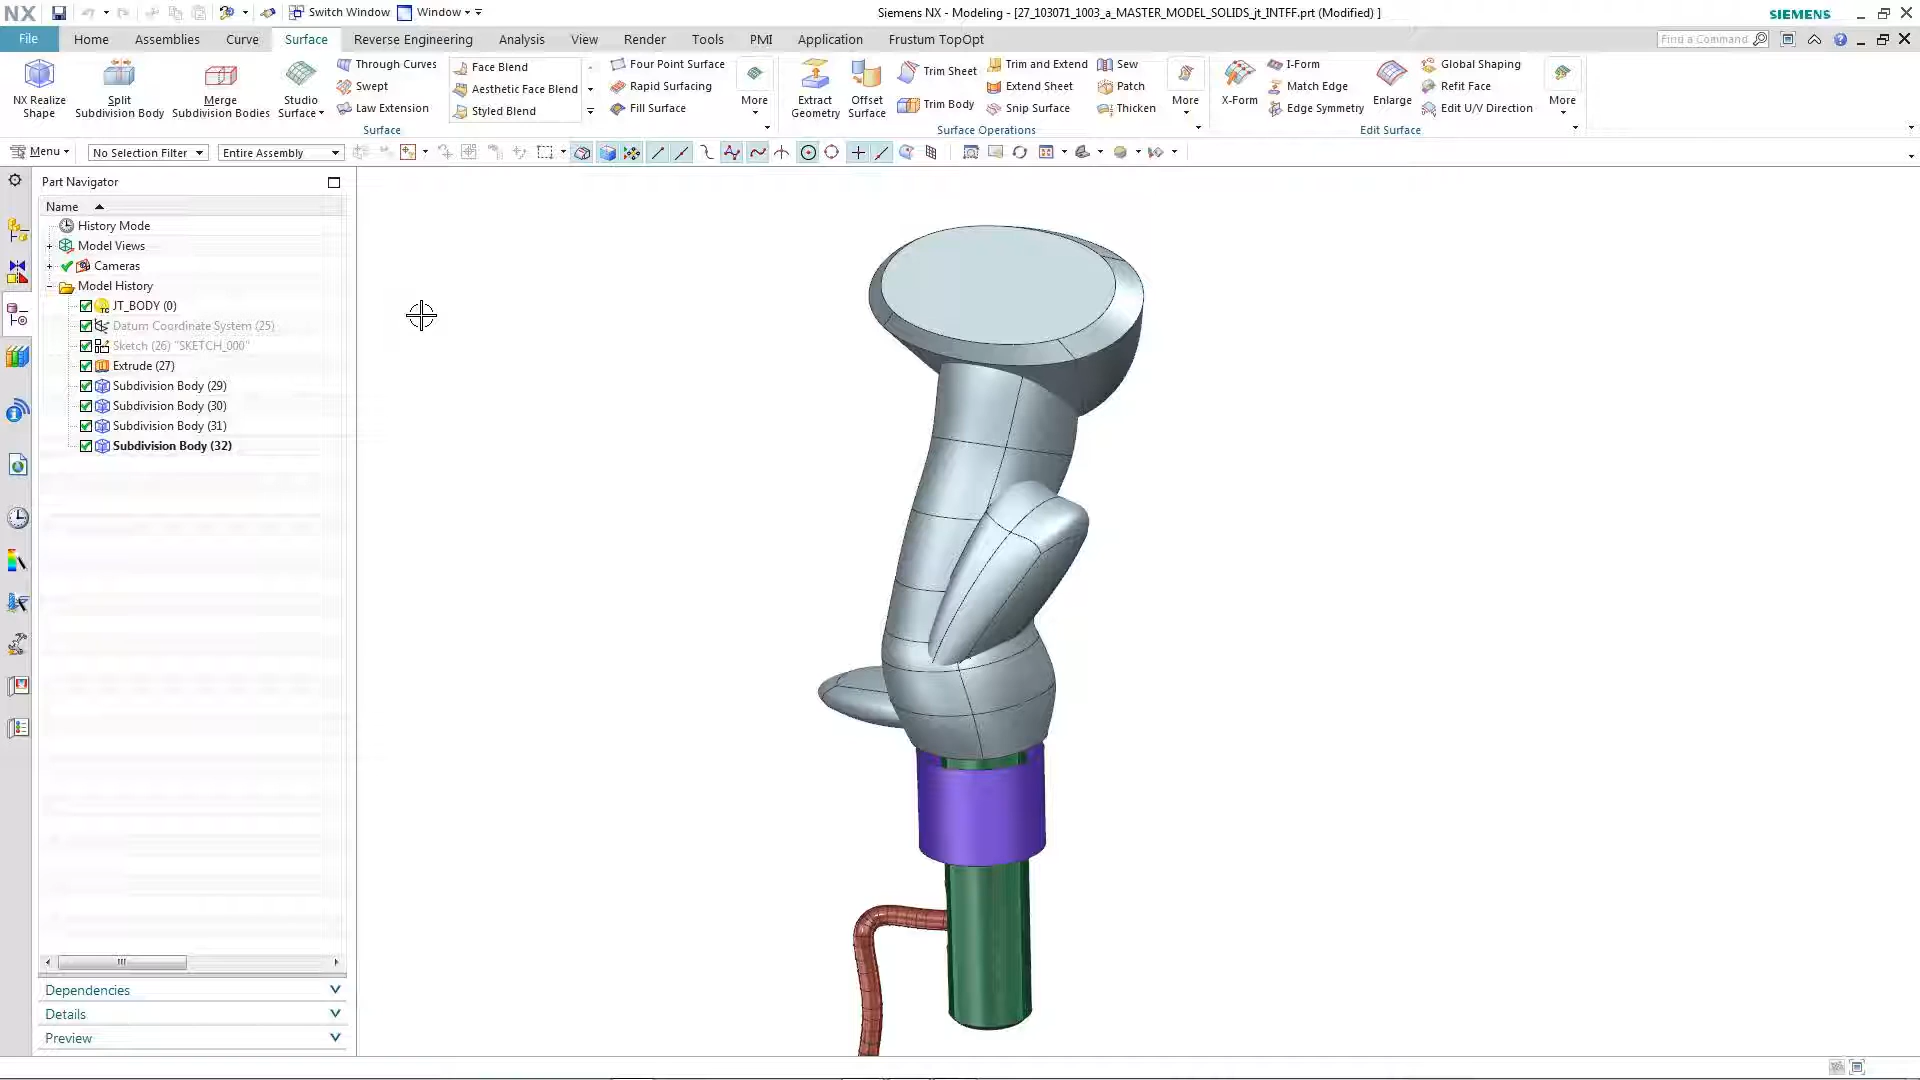 NX Switch Window Window Siemens NX - Modeling - [27_103071_1003_a_MASTER_MODEL_SOLIDS_jt_INTFF.prt (Modified) ] SIEMENS
File Home Assemblies Curve Surface Reverse Engineering Analysis View Render Tools PMI Application Frustum TopOpt Find a Command
Through Curves Face Blend Four Point Surface Trim Sheet Trim and Extend Sew I-Form Global Shaping
Swept Aesthetic Face Blend Rapid Surfacing Extend Sheet Patch Match Edge Refit Face
Law Extension Styled Blend Fill Surface Trim Body Snip Surface Thicken Edge Symmetry Edit U/V Direction
NX Realize Split Merge Studio More Extract Offset More X-Form Enlarge More
Shape Subdivision Body Subdivision Bodies Surface Geometry Surface
Surface Surface Operations Edit Surface
Menu No Selection Filter Entire Assembly
Part Navigator
Name
History Mode
Model Views
Cameras
Model History
JT_BODY (0)
Datum Coordinate System (25)
Sketch (26) "SKETCH_000"
Extrude (27)
Subdivision Body (29)
Subdivision Body (30)
Subdivision Body (31)
Subdivision Body (32)
Dependencies
Details
Preview